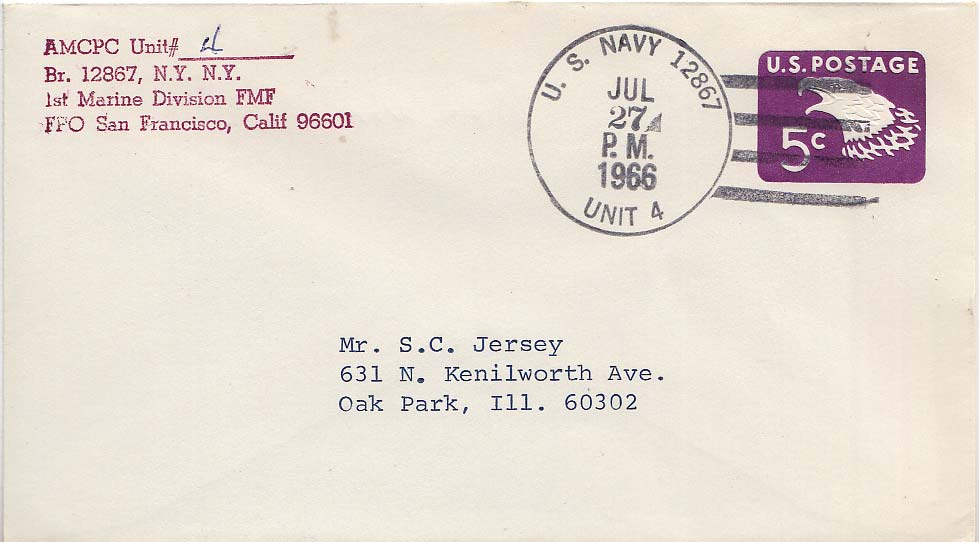 AMCPC Unit# 4
Br. 12867, N.Y. N.Y.
1st Marine Division FMF
FPO San Francisco, Calif 96601
U. S. NAVY 12867
JUL
27
P. M.
1966
UNIT 4
U.S. POSTAGE
5c
Mr. S.C. Jersey
631 N. Kenilworth Ave.
Oak Park, Ill. 60302